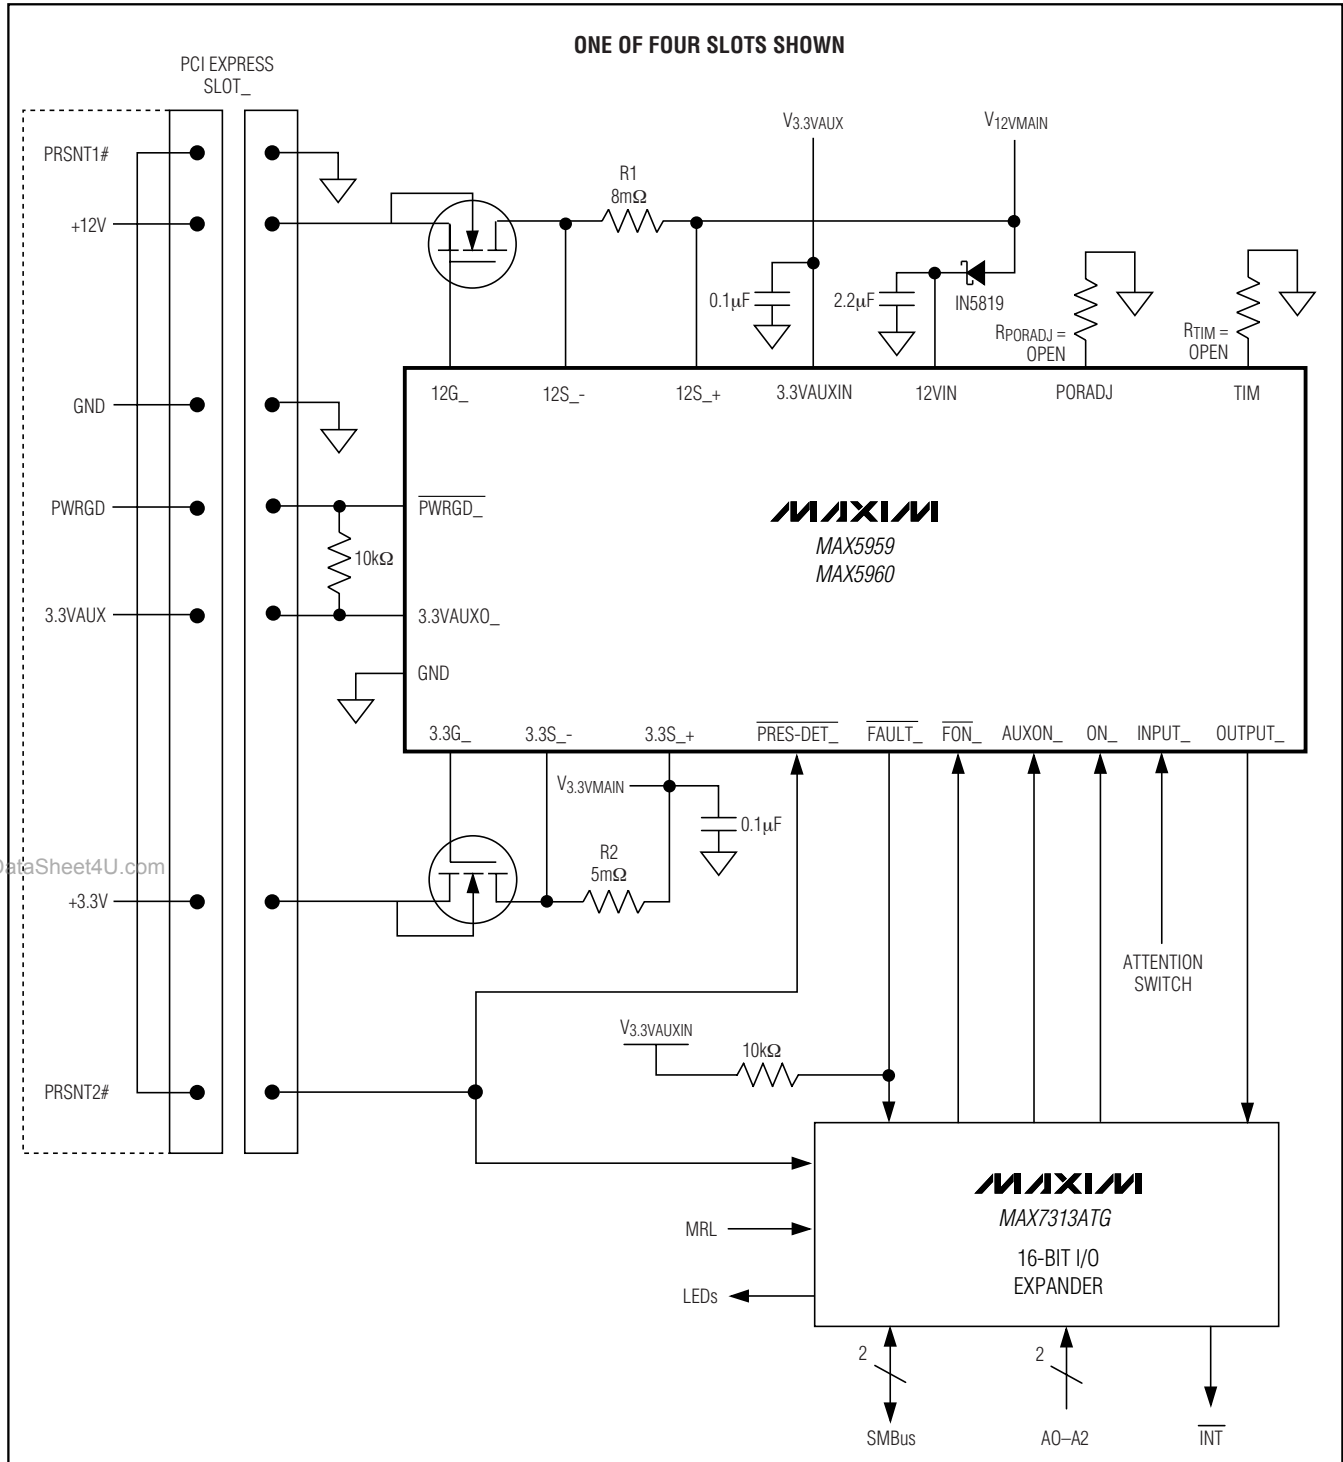 ONE OF FOUR SLOTS SHOWN
PCI EXPRESS
SLOT_
PRSNT1#
+12V
GND
PWRGD
3.3VAUX
+3.3V
PRSNT2#
V3.3VAUX
V12VMAIN
R1
8mΩ
0.1µF
2.2µF
IN5819
RPORADJ =
OPEN
RTIM =
OPEN
12G_
12S_-
12S_+
3.3VAUXIN
12VIN
PORADJ
TIM
PWRGD_
10kΩ
3.3VAUXO_
GND
MAXIM
MAX5959
MAX5960
3.3G_
3.3S_-
3.3S_+
PRES-DET_
FAULT_
FON_
AUXON_
ON_
INPUT_
OUTPUT_
V3.3VMAIN
0.1µF
R2
5mΩ
DataSheet4U.com
ATTENTION
SWITCH
V3.3VAUXIN
10kΩ
MAXIM
MAX7313ATG
16-BIT I/O
EXPANDER
MRL
LEDs
2
2
SMBus
A0–A2
INT